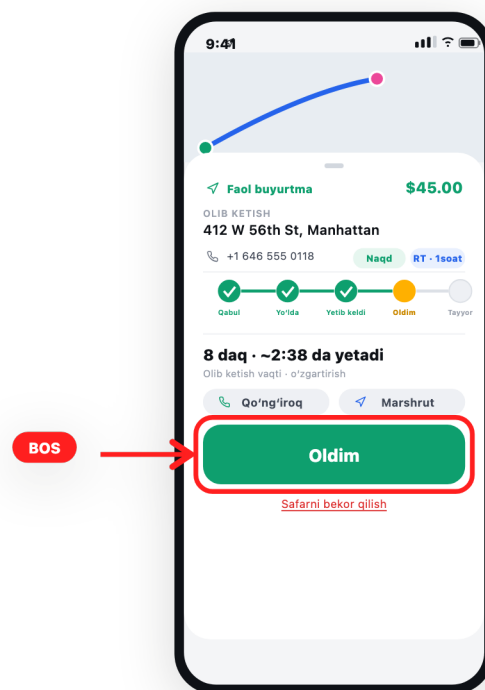 9:41
Faol buyurtma $45.00
OLIB KETISH
412 W 56th St, Manhattan
+1 646 555 0118 Naqd RT · 1soat
Qabul Yo‘lda Yetib keldi Oldim Tayyor
8 daq · ~2:38 da yetadi
Olib ketish vaqti · o‘zgartirish
Qo‘ng‘iroq Marshrut
BOS
Oldim
Safarni bekor qilish